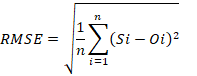 RMSE = √(1/n ∑_{i=1}^{n} (Si − Oi)²)